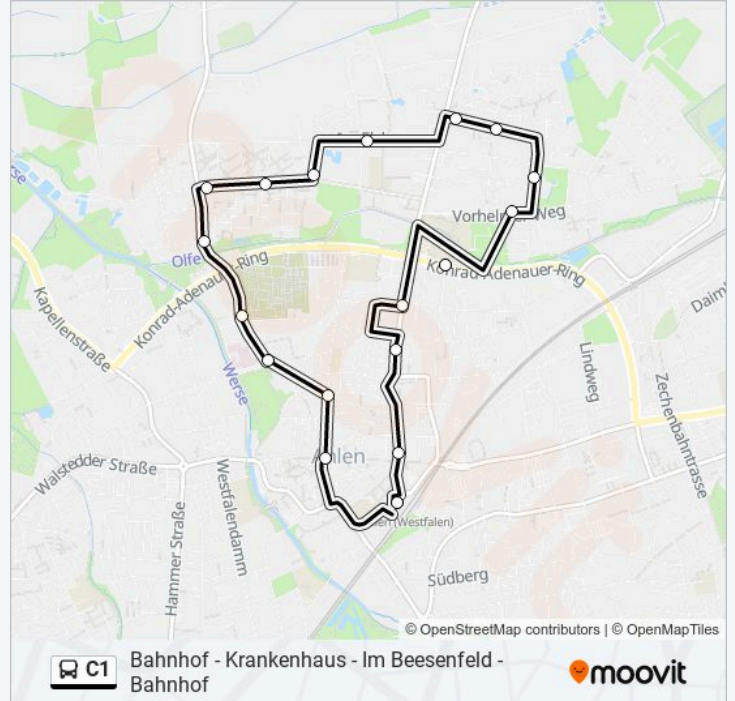 Vorhelmer Weg
Olfe
Konrad-Adenauer-Ring
Konrad-Adenauer-Ring
Kapellenstraße
Werse
Lindweg
Zechenbahntrasse
Walstedder Straße
Westfalendamm
Hammer Straße
Ahlen
(Westfalen)
Südberg
© OpenStreetMap contributors | © OpenMapTiles
C1
Bahnhof - Krankenhaus - Im Beesenfeld -
Bahnhof
moovit